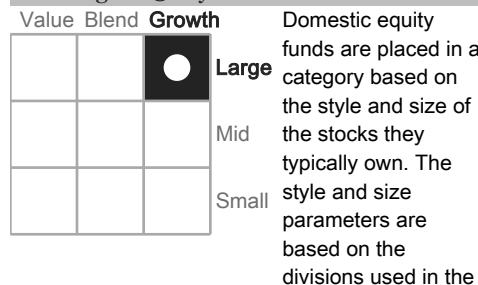 Value Blend Growth
Large
Mid
Small
Domestic equity
funds are placed in a
category based on
the style and size of
the stocks they
typically own. The
style and size
parameters are
based on the
divisions used in the